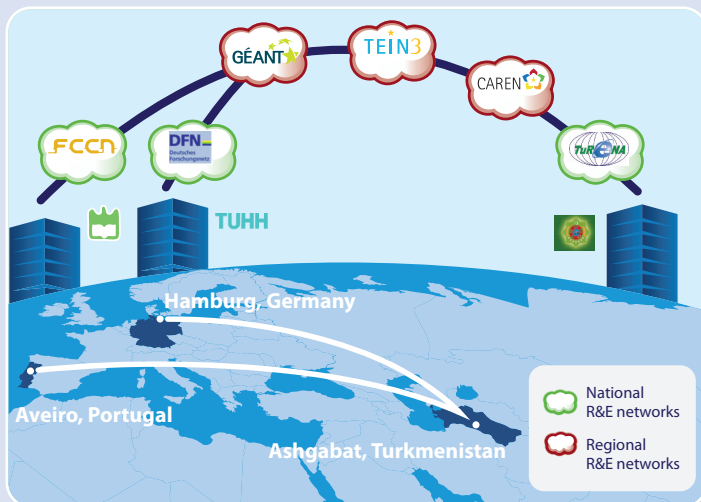 GÉANT
TEIN3
CAREN
FCCN
DFN
Deutsches
Forschungsnetz
TuRENA
TUHH
Hamburg, Germany
Aveiro, Portugal
Ashgabat, Turkmenistan
National
R&E networks
Regional
R&E networks